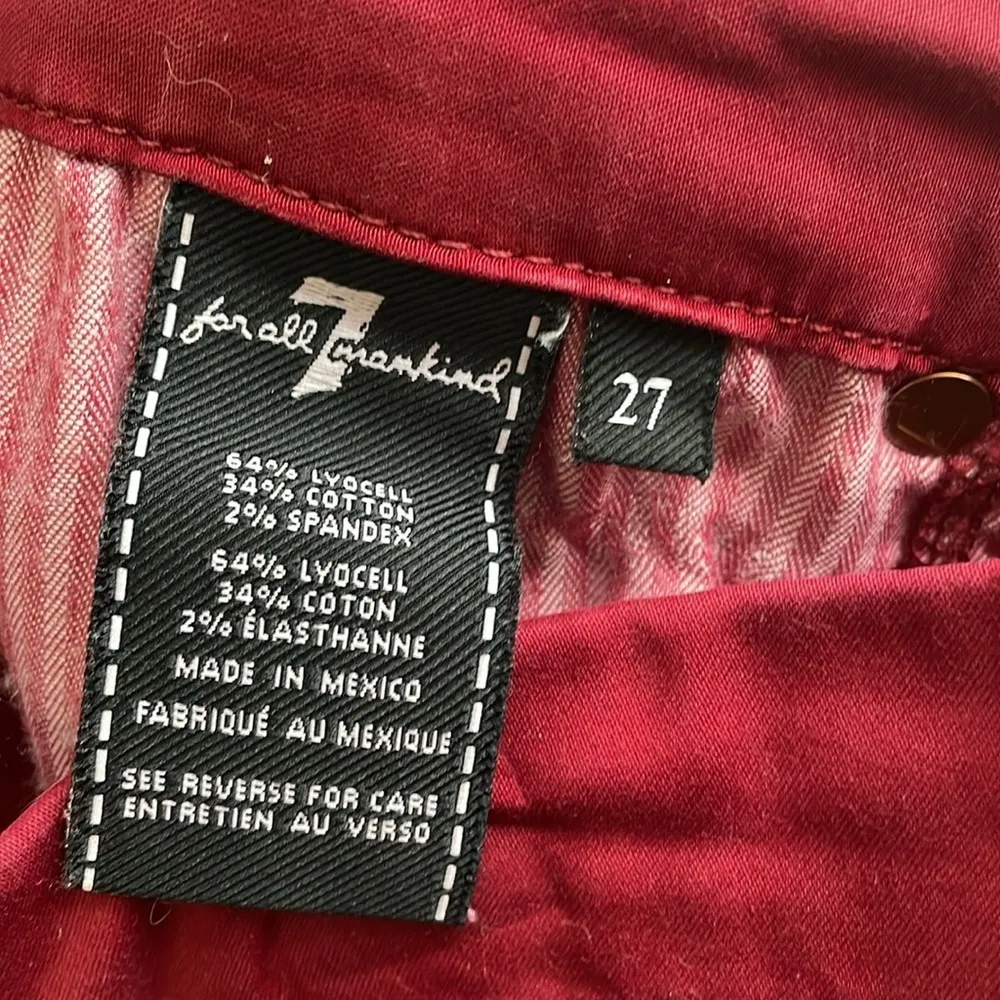 for all 7 mankind
27
64% LYOCELL
34% COTTON
2% SPANDEX
64% LYOCELL
34% COTON
2% ÉLASTHANNE
MADE IN MEXICO
FABRIQUÉ AU MEXIQUE
SEE REVERSE FOR CARE
ENTRETIEN AU VERSO